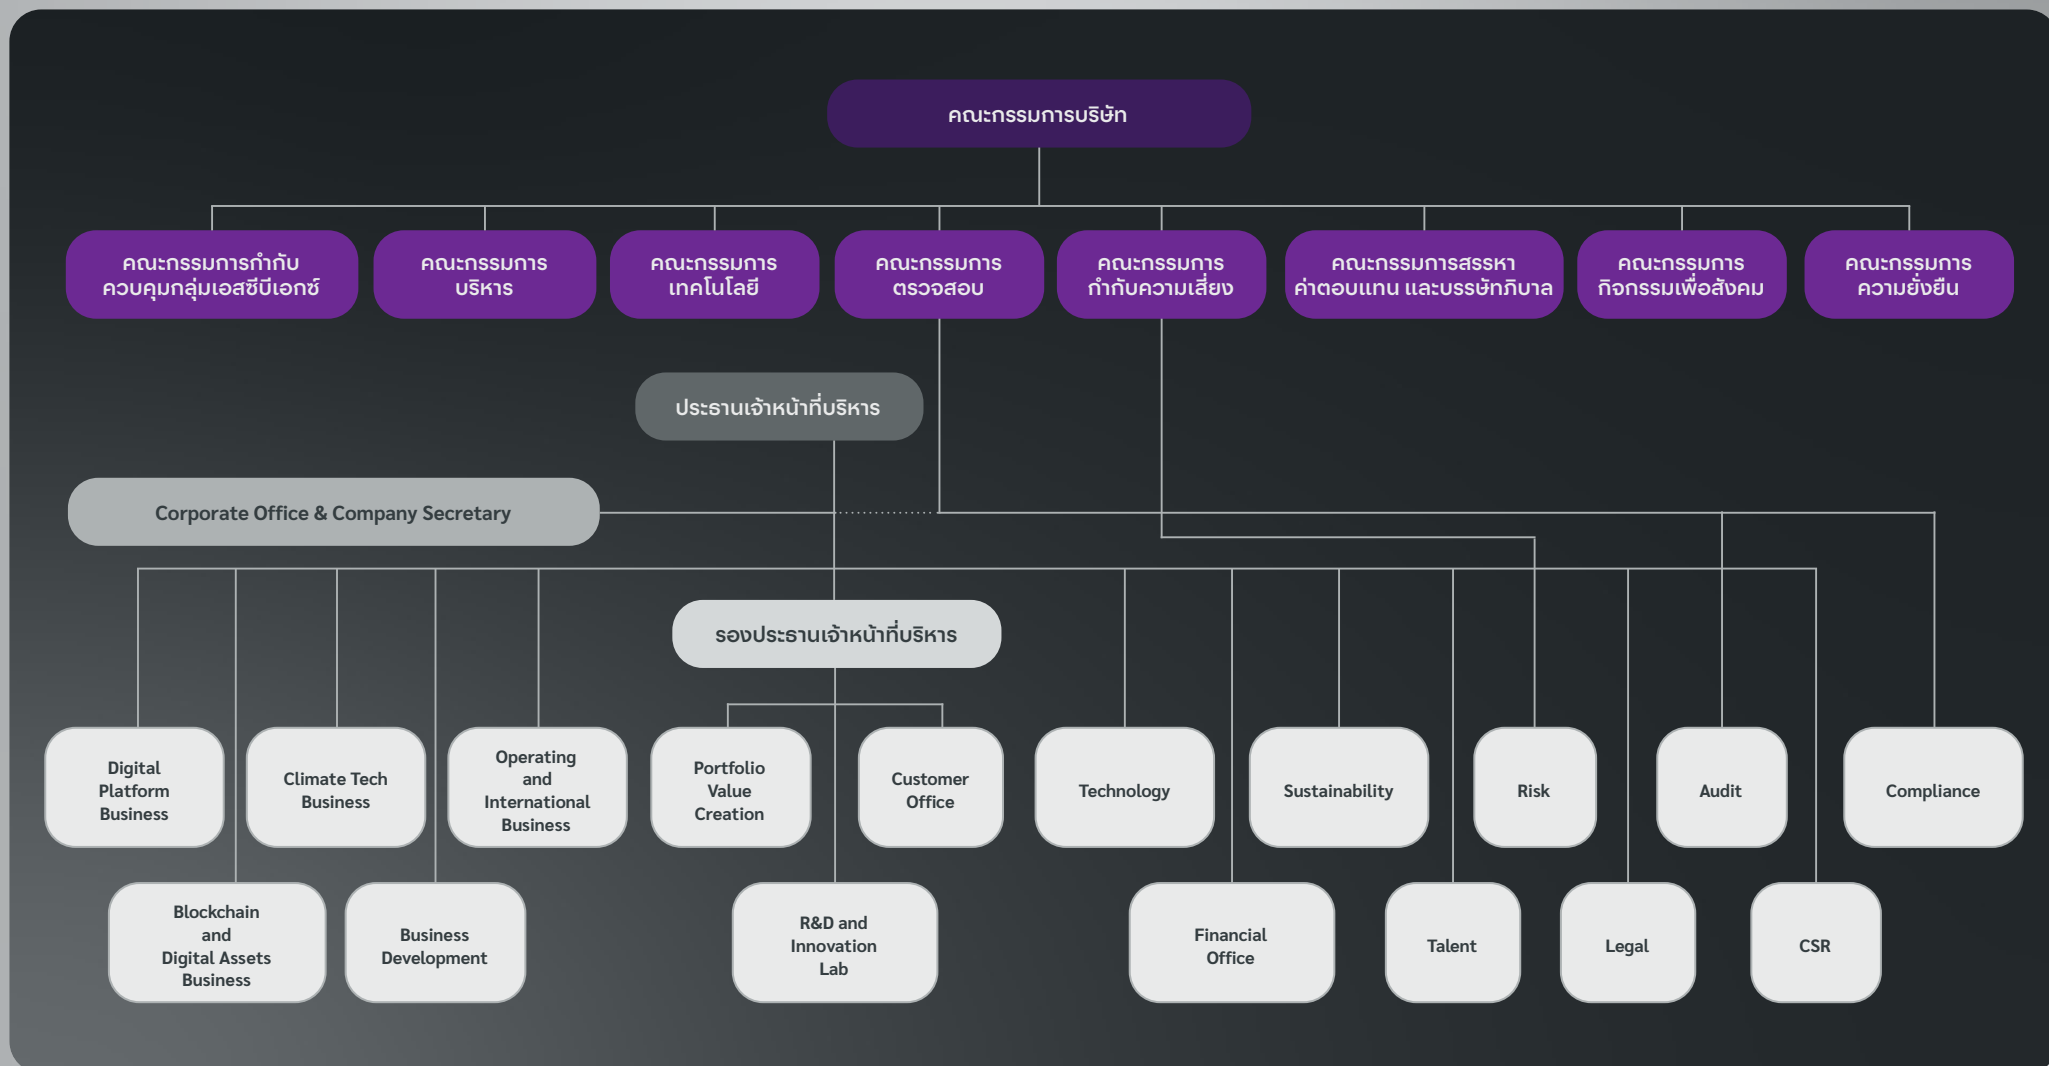 คณะกรรมการบริษัท
คณะกรรมการกำกับ
ควบคุมกลุ่มเอสซีบีเอกซ์
คณะกรรมการ
บริหาร
คณะกรรมการ
เทคโนโลยี
คณะกรรมการ
ตรวจสอบ
คณะกรรมการ
กำกับความเสี่ยง
คณะกรรมการสรรหา
ค่าตอบแทน และบรรษัทภิบาล
คณะกรรมการ
กิจกรรมเพื่อสังคม
คณะกรรมการ
ความยั่งยืน
ประธานเจ้าหน้าที่บริหาร
Corporate Office & Company Secretary
รองประธานเจ้าหน้าที่บริหาร
Digital
Platform
Business
Climate Tech
Business
Operating
and
International
Business
Portfolio
Value
Creation
Customer
Office
Technology
Sustainability
Risk
Audit
Compliance
Blockchain
and
Digital Assets
Business
Business
Development
R&D and
Innovation
Lab
Financial
Office
Talent
Legal
CSR